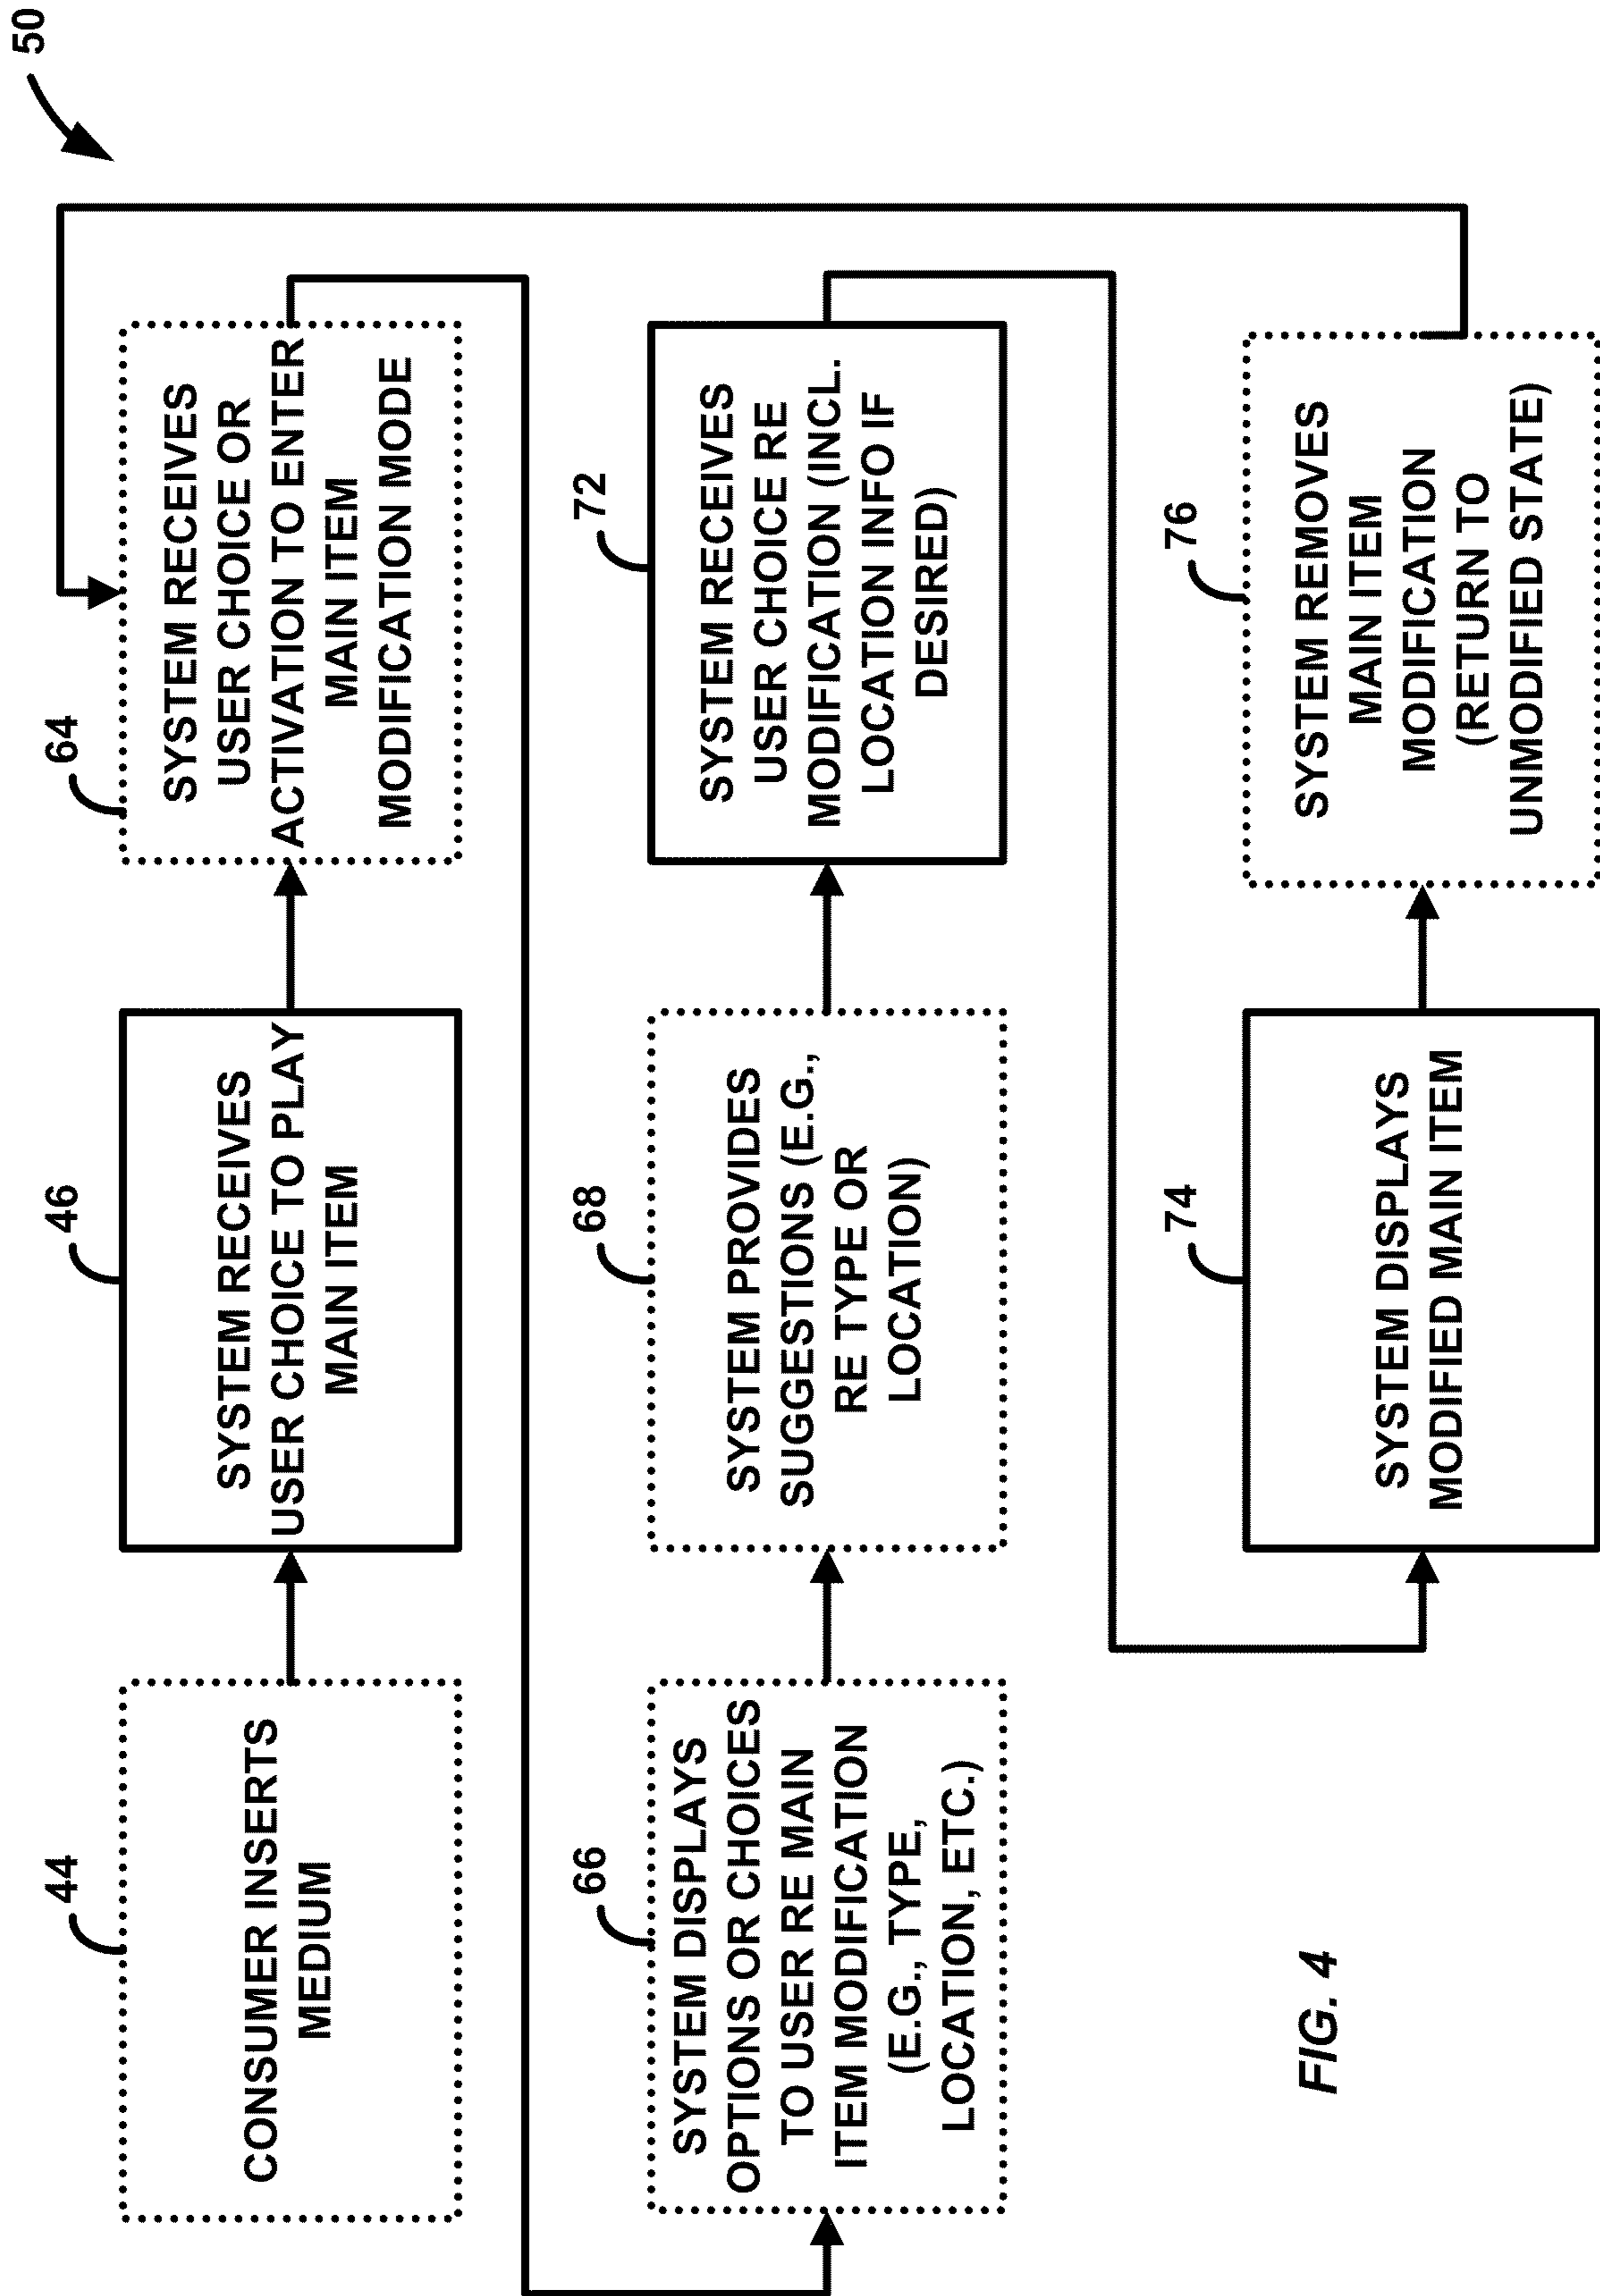 50
44
CONSUMER INSERTS
MEDIUM
46
SYSTEM RECEIVES
USER CHOICE TO PLAY
MAIN ITEM
64
SYSTEM RECEIVES
USER CHOICE OR
ACTIVATION TO ENTER
MAIN ITEM
MODIFICATION MODE
66
SYSTEM DISPLAYS
OPTIONS OR CHOICES
TO USER RE MAIN
ITEM MODIFICATION
(E.G., TYPE,
LOCATION, ETC.)
68
SYSTEM PROVIDES
SUGGESTIONS (E.G.,
RE TYPE OR
LOCATION)
72
SYSTEM RECEIVES
USER CHOICE RE
MODIFICATION (INCL.
LOCATION INFO IF
DESIRED)
74
SYSTEM DISPLAYS
MODIFIED MAIN ITEM
76
SYSTEM REMOVES
MAIN ITEM
MODIFICATION
(RETURN TO
UNMODIFIED STATE)
FIG. 4